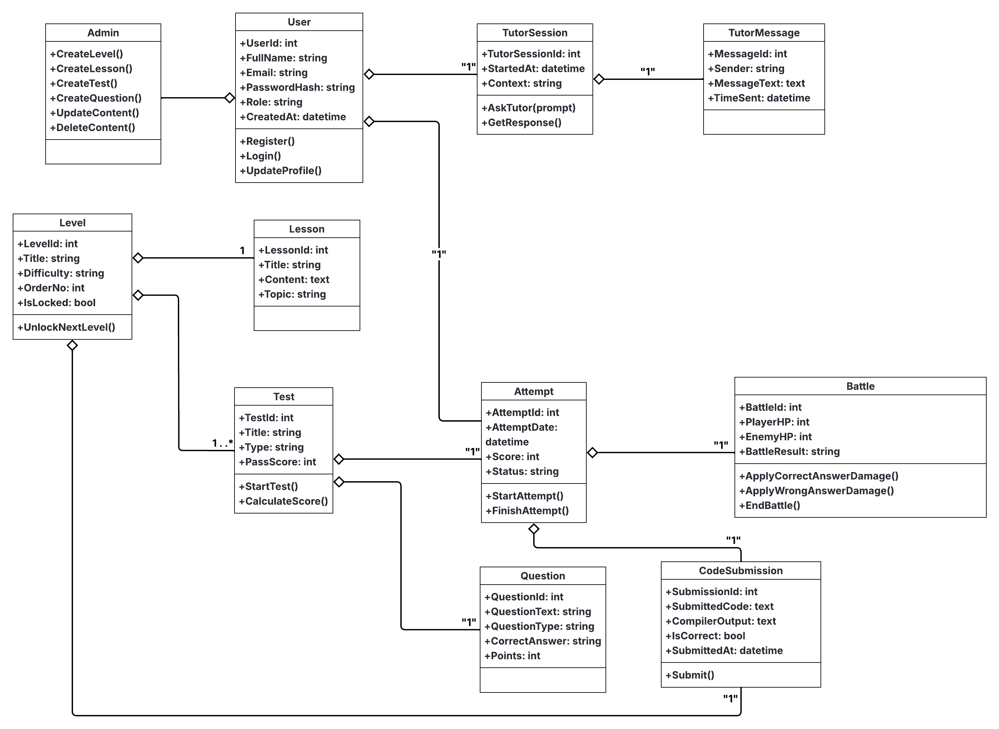 Admin
+CreateLevel()
+CreateLesson()
+CreateTest()
+CreateQuestion()
+UpdateContent()
+DeleteContent()
User
+UserId: int
+FullName: string
+Email: string
+PasswordHash: string
+Role: string
+CreatedAt: datetime
+Register()
+Login()
+UpdateProfile()
"1"
TutorSession
+TutorSessionId: int
+StartedAt: datetime
+Context: string
+AskTutor(prompt)
+GetResponse()
"1"
TutorMessage
+MessageId: int
+Sender: string
+MessageText: text
+TimeSent: datetime
Level
+LevelId: int
+Title: string
+Difficulty: string
+OrderNo: int
+IsLocked: bool
+UnlockNextLevel()
1
Lesson
+LessonId: int
+Title: string
+Content: text
+Topic: string
"1"
1 . . *
Test
+TestId: int
+Title: string
+Type: string
+PassScore: int
+StartTest()
+CalculateScore()
"1"
Attempt
+AttemptId: int
+AttemptDate:
datetime
+Score: int
+Status: string
+StartAttempt()
+FinishAttempt()
"1"
Battle
+BattleId: int
+PlayerHP: int
+EnemyHP: int
+BattleResult: string
+ApplyCorrectAnswerDamage()
+ApplyWrongAnswerDamage()
+EndBattle()
"1"
"1"
Question
+QuestionId: int
+QuestionText: string
+QuestionType: string
+CorrectAnswer: string
+Points: int
CodeSubmission
+SubmissionId: int
+SubmittedCode: text
+CompilerOutput: text
+IsCorrect: bool
+SubmittedAt: datetime
+Submit()
"1"